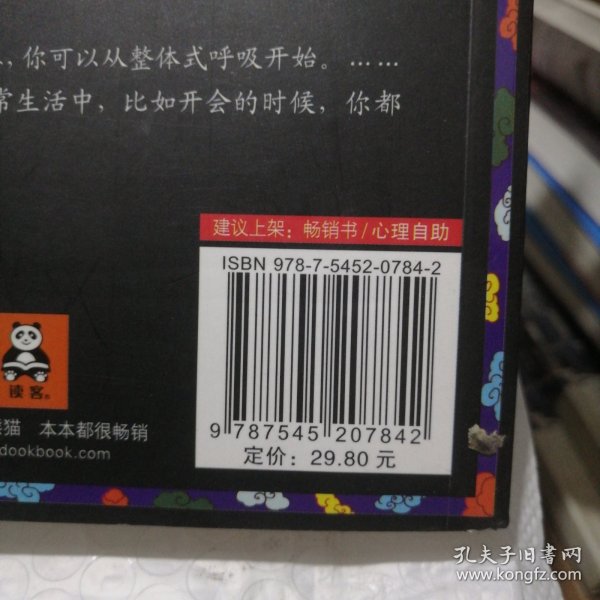 你可以从整体式呼吸开始。……
常生活中，比如开会的时候，你都
建议上架：畅销书/心理自助
ISBN 978-7-5452-0784-2
9 787545 207842
定价：29.80 元
读客®
熊猫 本本都很畅销
dookbook.com
孔夫子旧书网
www.kongfz.com